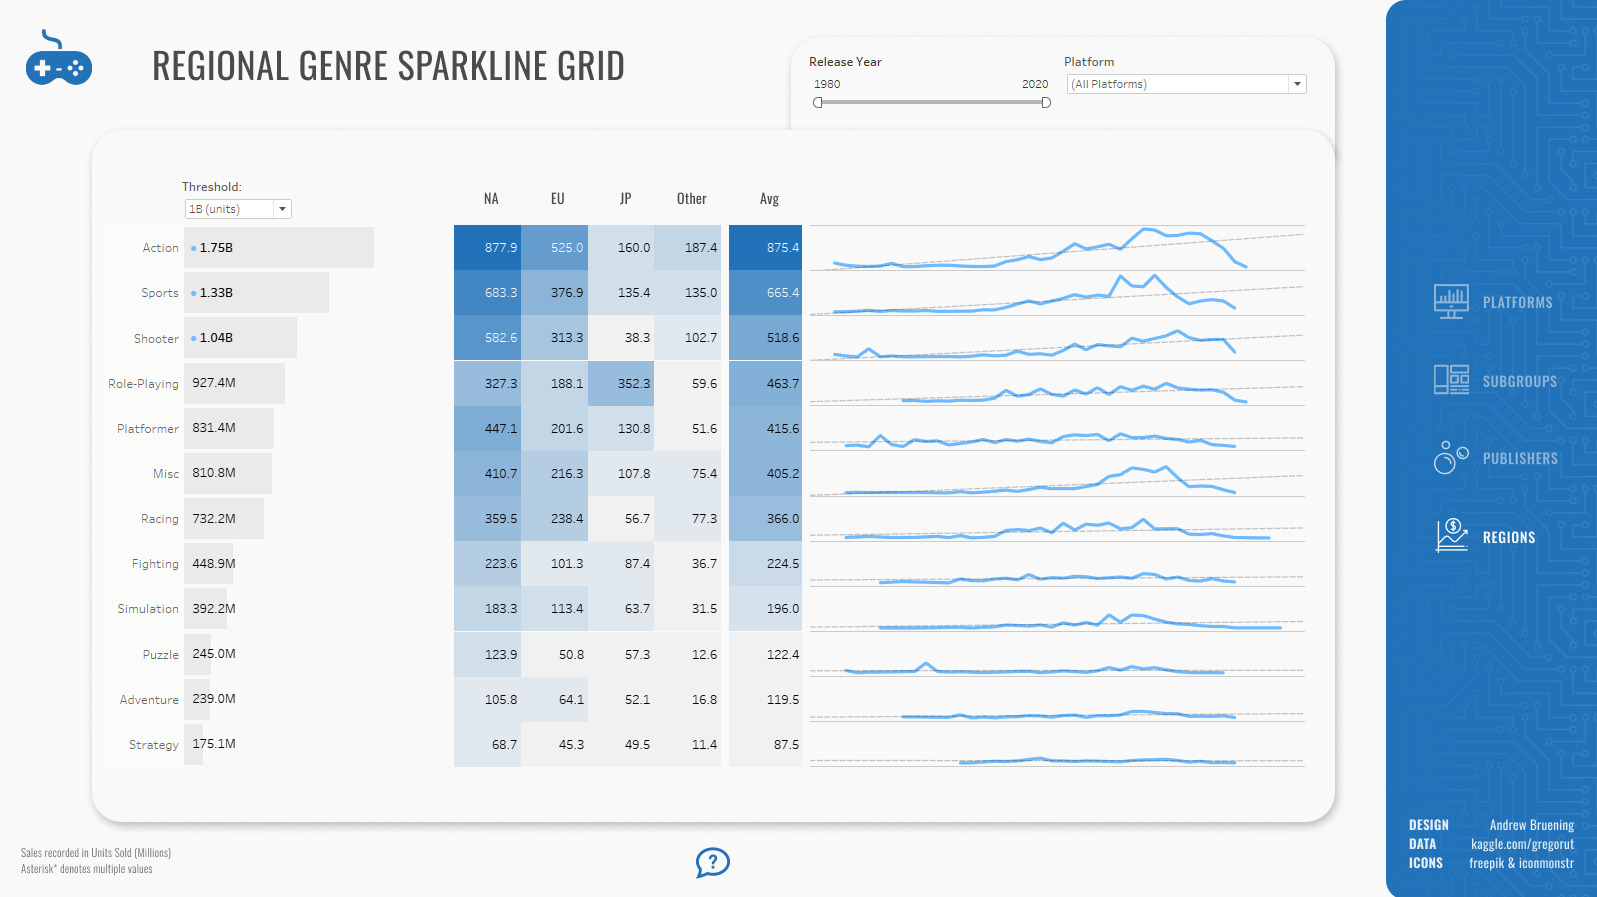 REGIONAL GENRE SPARKLINE GRID
Release Year
1980 2020
Platform
(All Platforms)
Threshold:
1B (units)
NA EU JP Other Avg
Action 1.75B 877.9 525.0 160.0 187.4 875.4
Sports 1.33B 683.3 376.9 135.4 135.0 665.4
Shooter 1.04B 582.6 313.3 38.3 102.7 518.6
Role-Playing 927.4M 327.3 188.1 352.3 59.6 463.7
Platformer 831.4M 447.1 201.6 130.8 51.6 415.6
Misc 810.8M 410.7 216.3 107.8 75.4 405.2
Racing 732.2M 359.5 238.4 56.7 77.3 366.0
Fighting 448.9M 223.6 101.3 87.4 36.7 224.5
Simulation 392.2M 183.3 113.4 63.7 31.5 196.0
Puzzle 245.0M 123.9 50.8 57.3 12.6 122.4
Adventure 239.0M 105.8 64.1 52.1 16.8 119.5
Strategy 175.1M 68.7 45.3 49.5 11.4 87.5
Sales recorded in Units Sold (Millions)
Asterisk* denotes multiple values
?
PLATFORMS
SUBGROUPS
PUBLISHERS
$
REGIONS
DESIGN Andrew Bruening
DATA kaggle.com/gregorut
ICONS freepik & iconmonstr